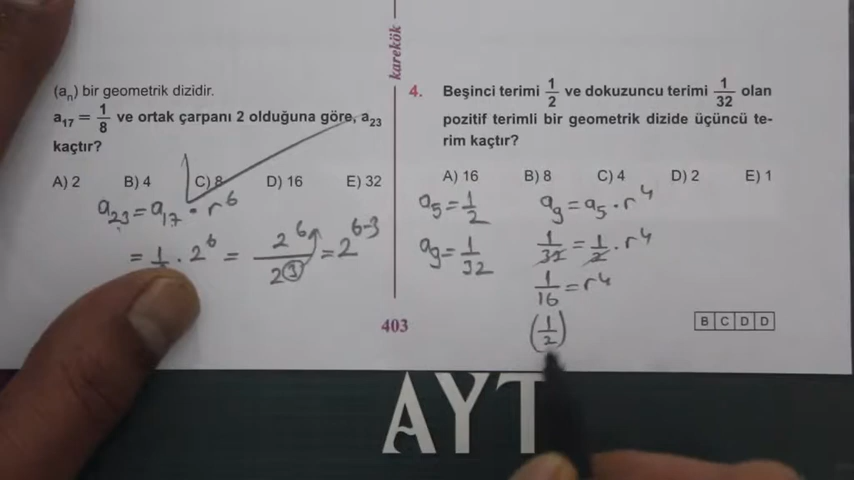 karekök
(aₙ) bir geometrik dizidir.
a₁₇ = 1/8 ve ortak çarpanı 2 olduğuna göre, a₂₃
kaçtır?
A) 2 B) 4 C) 8 D) 16 E) 32
a₂₃ = a₁₇ · r⁶
= 1/ · 2⁶ = 2⁶/2³ = 2⁶⁻³
4. Beşinci terimi 1/2 ve dokuzuncu terimi 1/32 olan
pozitif terimli bir geometrik dizide üçüncü te-
rim kaçtır?
A) 16 B) 8 C) 4 D) 2 E) 1
a₅ = 1/2
a₉ = 1/32
a₉ = a₅ · r⁴
1/32 = 1/2 · r⁴
1/16 = r⁴
(1/2)
403
B C D D
AYT